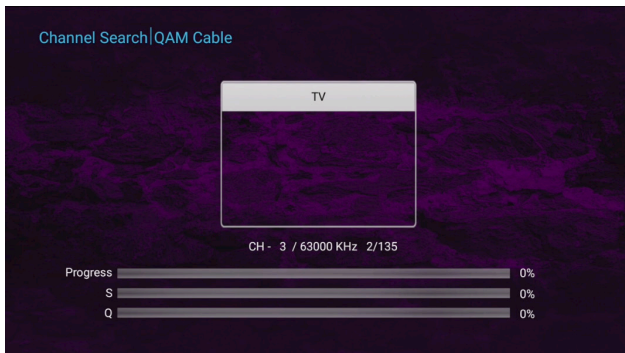 Channel Search|QAM Cable
TV
CH - 3 / 63000 KHz 2/135
Progress 0%
S 0%
Q 0%